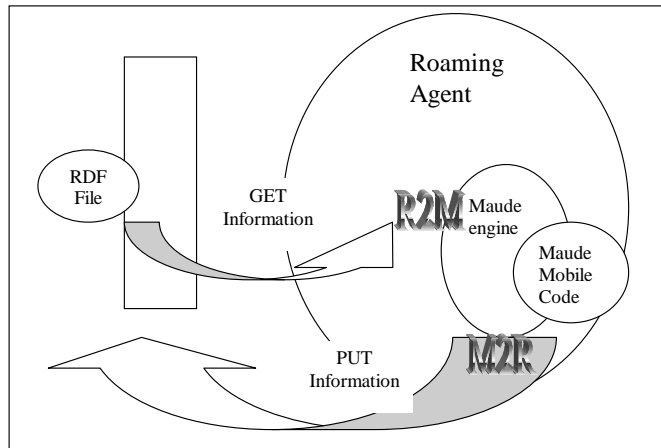 Roaming
Agent
RDF
File
GET
Information
R2M
Maude
engine
Maude
Mobile
Code
PUT
Information
M2R